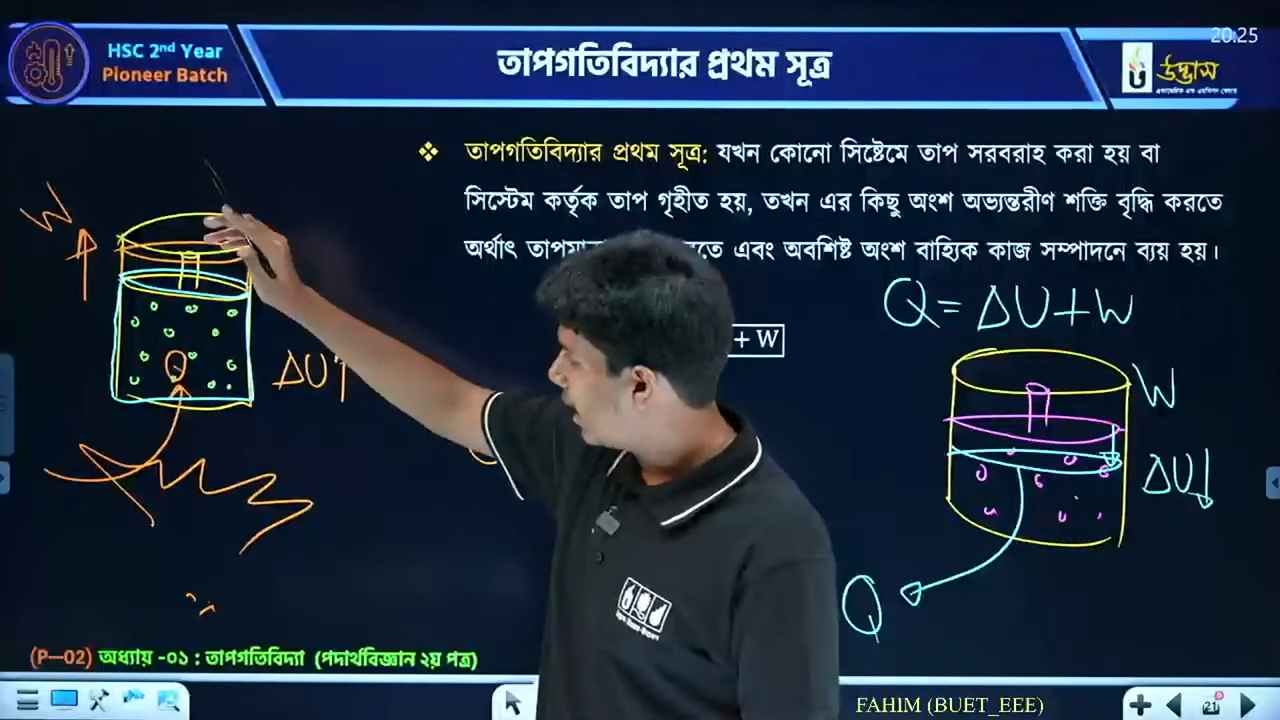 20:25
HSC 2nd Year
Pioneer Batch
তাপগতিবিদ্যার প্রথম সূত্র
উদ্ভাস
❖ তাপগতিবিদ্যার প্রথম সূত্র: যখন কোনো সিষ্টেমে তাপ সরবরাহ করা হয় বা
সিস্টেম কর্তৃক তাপ গৃহীত হয়, তখন এর কিছু অংশ অভ্যন্তরীণ শক্তি বৃদ্ধি করতে
অর্থাৎ এবং অবশিষ্ট অংশ বাহ্যিক কাজ সম্পাদনে ব্যয় হয়।
W
Q = ΔU + W
+ W
Q
ΔU↑
W
ΔU↓
Q
(P–02) অধ্যায় -০১ : তাপগতিবিদ্যা (পদার্থবিজ্ঞান ২য় পত্র)
FAHIM (BUET_EEE)
21